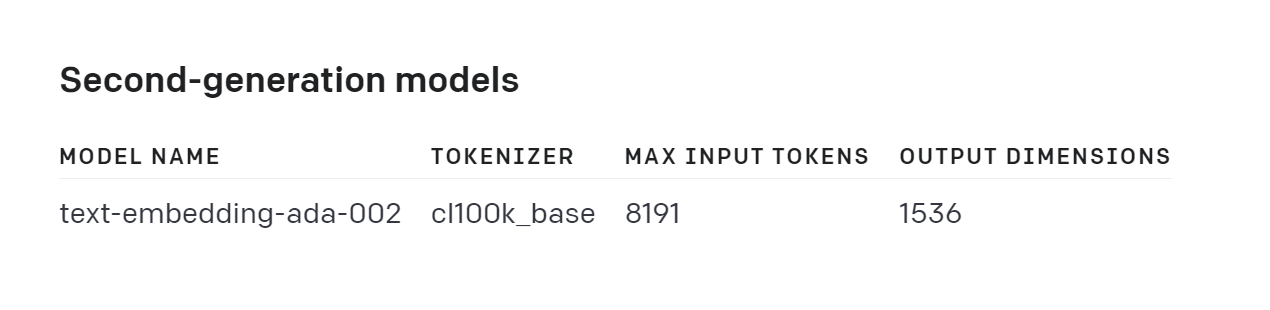 Second-generation models
MODEL NAME TOKENIZER MAX INPUT TOKENS OUTPUT DIMENSIONS
text-embedding-ada-002 cl100k_base 8191 1536